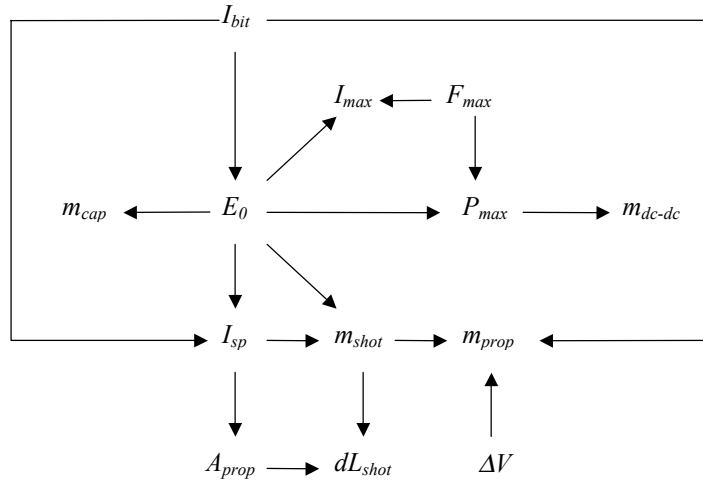 I_bit
I_max F_max
m_cap E_0 P_max m_dc-dc
I_sp m_shot m_prop
A_prop dL_shot ΔV